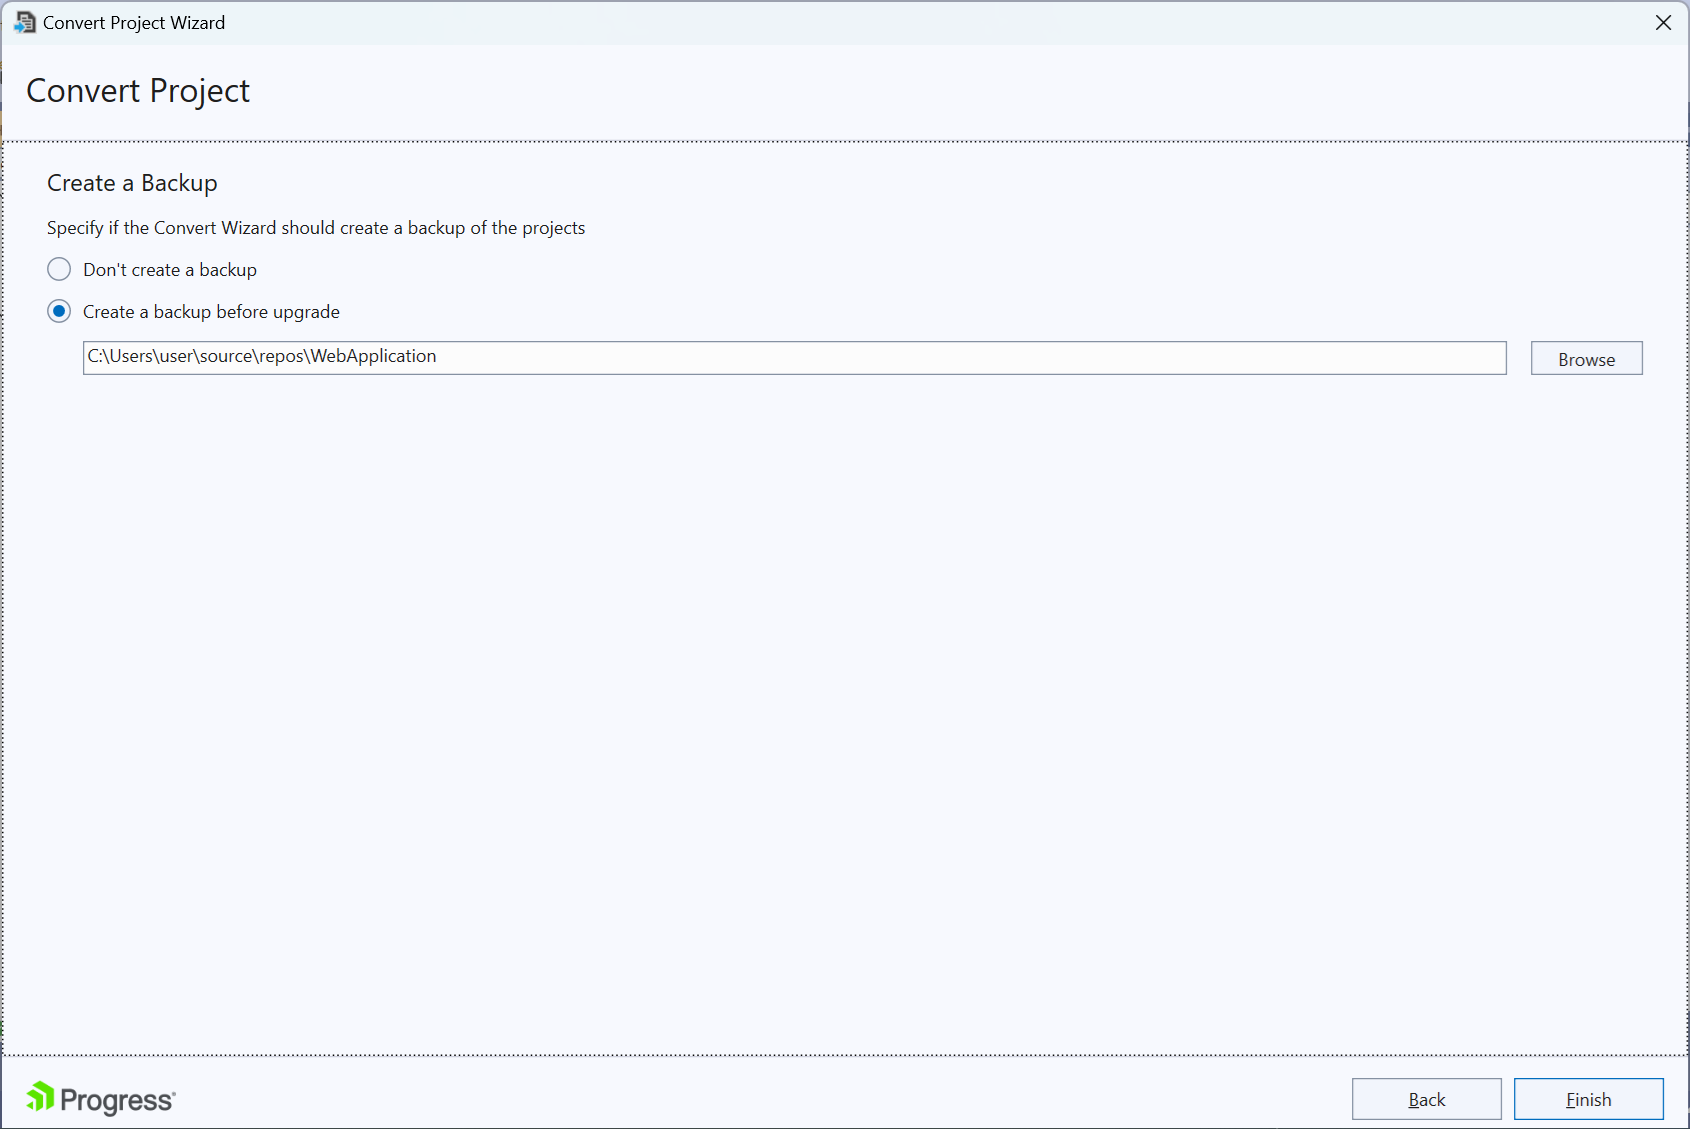 Convert Project Wizard
Convert Project
Create a Backup
Specify if the Convert Wizard should create a backup of the projects
Don't create a backup
Create a backup before upgrade
C:\Users\user\source\repos\WebApplication
Browse
Progress®
Back
Finish